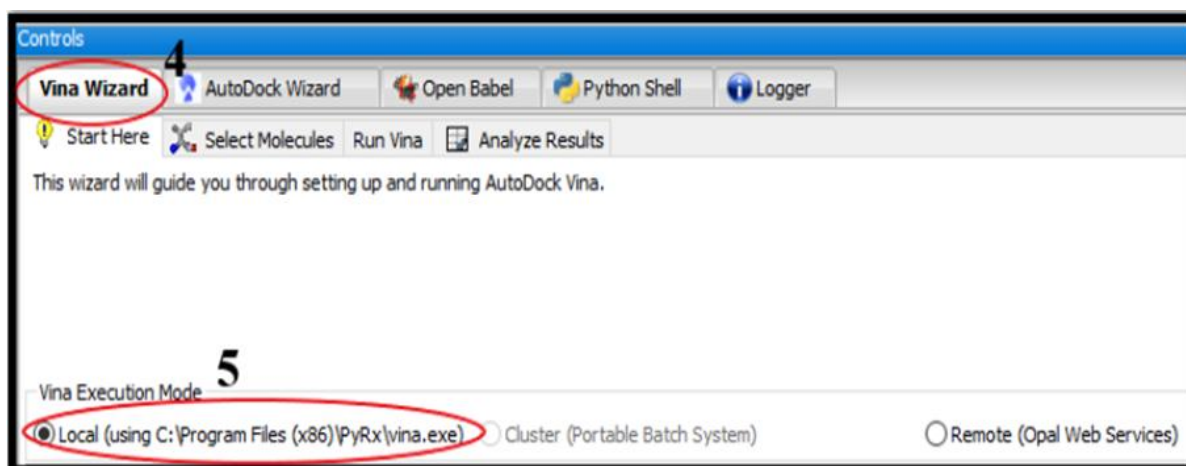 Controls
4
Vina Wizard AutoDock Wizard Open Babel Python Shell Logger
Start Here Select Molecules Run Vina Analyze Results
This wizard will guide you through setting up and running AutoDock Vina.
5
Vina Execution Mode
Local (using C:\Program Files (x86)\PyRx\vina.exe) Cluster (Portable Batch System) Remote (Opal Web Services)